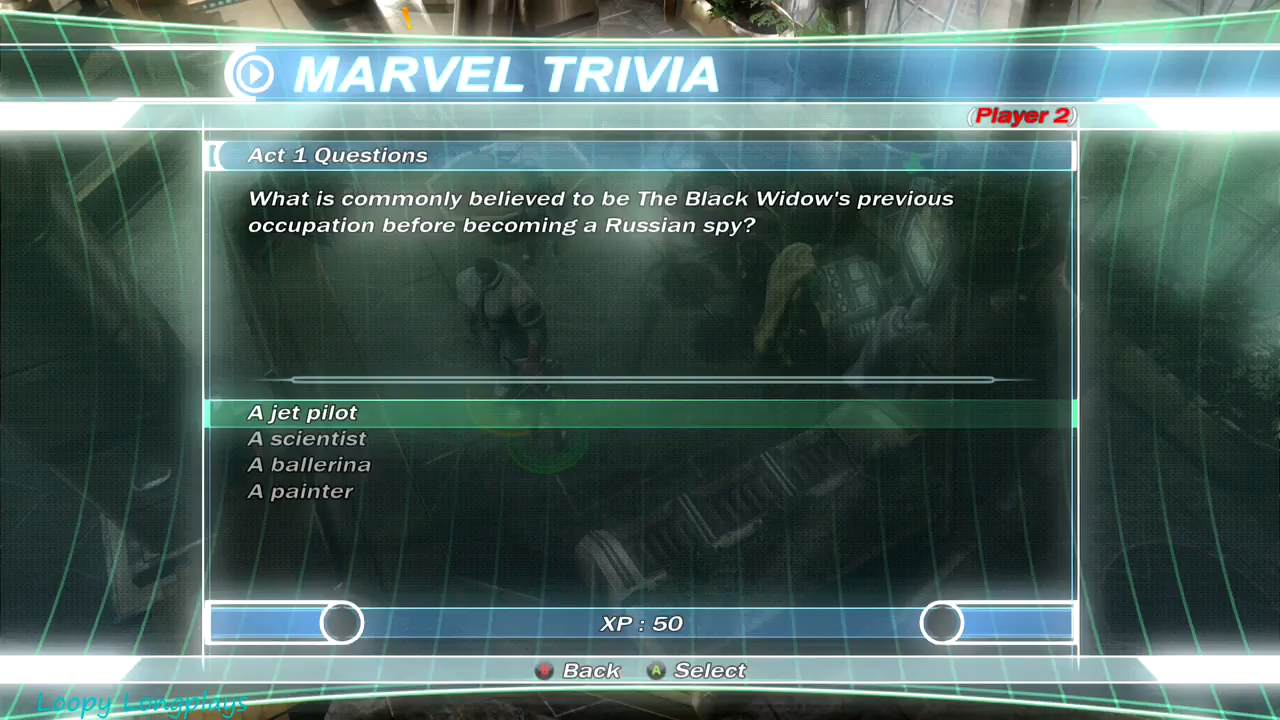 MARVEL TRIVIA
(Player 2)
Act 1 Questions
What is commonly believed to be The Black Widow's previous
occupation before becoming a Russian spy?
A jet pilot
A scientist
A ballerina
A painter
XP : 50
B Back A Select
Loopy Longplays